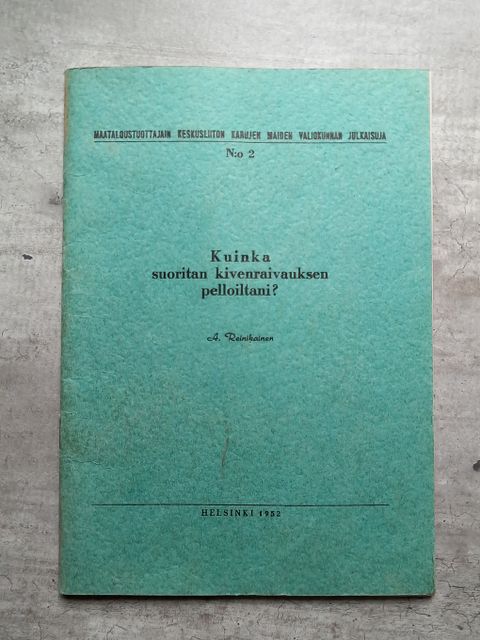 MAATALOUSTUOTTAJAIN KESKUSLIITON KARUJEN MAIDEN VALIOKUNNAN JULKAISUJA
N:o 2
Kuinka
suoritan kivenraivauksen
pelloiltani?
A. Reinikainen
HELSINKI 1952